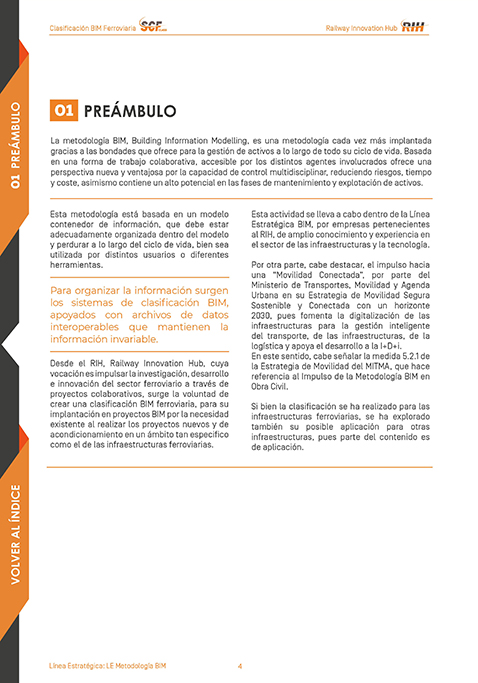 Clasificación BIM Ferroviaria SCF
Railway Innovation Hub RIH
01 PREÁMBULO
01 PREÁMBULO
La metodología BIM, Building Information Modelling, es una metodología cada vez más implantada
gracias a las bondades que ofrece para la gestión de activos a lo largo de todo su ciclo de vida. Basada
en una forma de trabajo colaborativa, accesible por los distintos agentes involucrados ofrece una
perspectiva nueva y ventajosa por la capacidad de control multidisciplinar, reduciendo riesgos, tiempo
y coste, asimismo contiene un alto potencial en las fases de mantenimiento y explotación de activos.
Esta metodología está basada en un modelo
contenedor de información, que debe estar
adecuadamente organizada dentro del modelo
y perdurar a lo largo del ciclo de vida, bien sea
utilizada por distintos usuarios o diferentes
herramientas.
Para organizar la información surgen
los sistemas de clasificación BIM,
apoyados con archivos de datos
interoperables que mantienen la
información invariable.
Desde el RIH, Railway Innovation Hub, cuya
vocación es impulsar la investigación, desarrollo
e innovación del sector ferroviario a través de
proyectos colaborativos, surge la voluntad de
crear una clasificación BIM ferroviaria, para su
implantación en proyectos BIM por la necesidad
existente al realizar los proyectos nuevos y de
acondicionamiento en un ámbito tan especifico
como el de las infraestructuras ferroviarias.
Esta actividad se lleva a cabo dentro de la Línea
Estratégica BIM, por empresas pertenecientes
al RIH, de amplio conocimiento y experiencia en
el sector de las infraestructuras y la tecnología.
Por otra parte, cabe destacar, el impulso hacia
una "Movilidad Conectada", por parte del
Ministerio de Transportes, Movilidad y Agenda
Urbana en su Estrategia de Movilidad Segura
Sostenible y Conectada con un horizonte
2030, pues fomenta la digitalización de las
infraestructuras para la gestión inteligente
del transporte, de las infraestructuras, de la
logística y apoya el desarrollo a la I+D+i.
En este sentido, cabe señalar la medida 5.2.1 de
la Estrategia de Movilidad del MITMA, que hace
referencia al Impulso de la Metodología BIM en
Obra Civil.
Si bien la clasificación se ha realizado para las
infraestructuras ferroviarias, se ha explorado
también su posible aplicación para otras
infraestructuras, pues parte del contenido es
de aplicación.
VOLVER AL ÍNDICE
Línea Estratégica: LE Metodología BIM
4